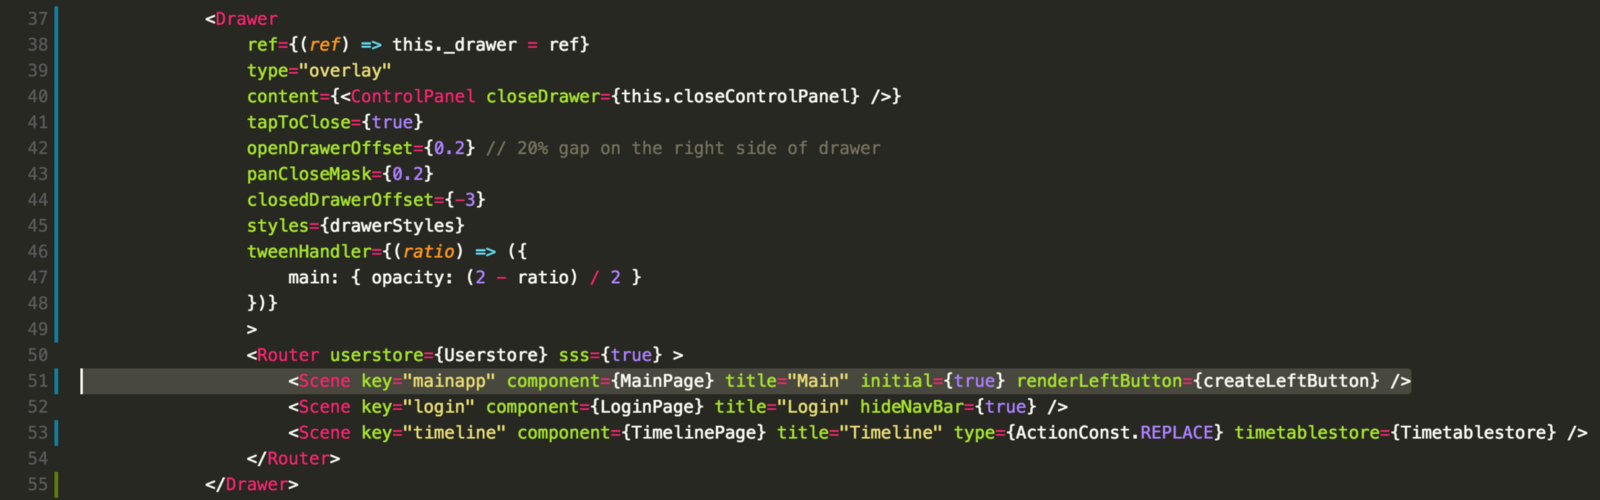 37 <Drawer
38 ref={(ref) => this._drawer = ref}
39 type="overlay"
40 content={<ControlPanel closeDrawer={this.closeControlPanel} />}
41 tapToClose={true}
42 openDrawerOffset={0.2} // 20% gap on the right side of drawer
43 panCloseMask={0.2}
44 closedDrawerOffset={-3}
45 styles={drawerStyles}
46 tweenHandler={(ratio) => ({
47 main: { opacity: (2 - ratio) / 2 }
48 })}
49 >
50 <Router userstore={Userstore} sss={true} >
51 <Scene key="mainapp" component={MainPage} title="Main" initial={true} renderLeftButton={createLeftButton} />
52 <Scene key="login" component={LoginPage} title="Login" hideNavBar={true} />
53 <Scene key="timeline" component={TimelinePage} title="Timeline" type={ActionConst.REPLACE} timetablestore={Timetablestore} />
54 </Router>
55 </Drawer>